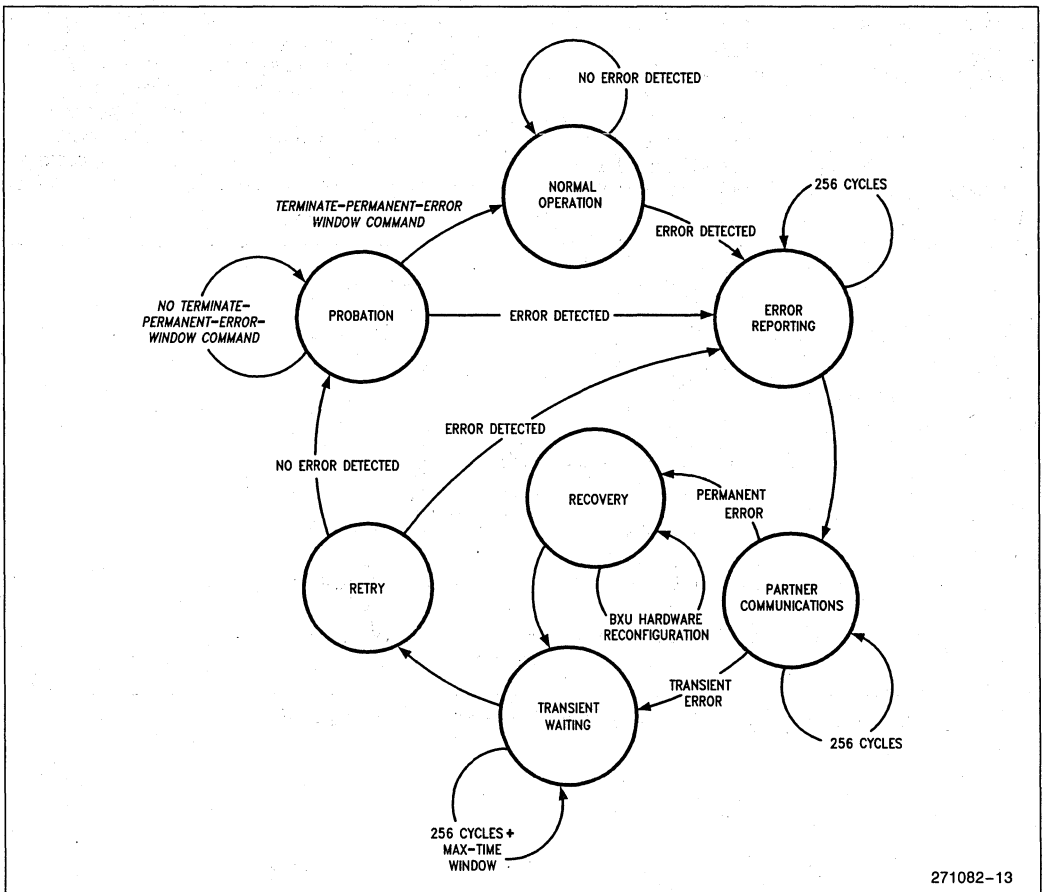 NO ERROR DETECTED
NORMAL
OPERATION
256 CYCLES
TERMINATE-PERMANENT-ERROR
WINDOW COMMAND
ERROR DETECTED
NO TERMINATE-
PERMANENT-ERROR-
WINDOW COMMAND
PROBATION
ERROR DETECTED
ERROR
REPORTING
ERROR DETECTED
NO ERROR DETECTED
RECOVERY
PERMANENT
ERROR
RETRY
PARTNER
COMMUNICATIONS
BXU HARDWARE
RECONFIGURATION
TRANSIENT
ERROR
TRANSIENT
WAITING
256 CYCLES
256 CYCLES +
MAX-TIME
WINDOW
271082-13